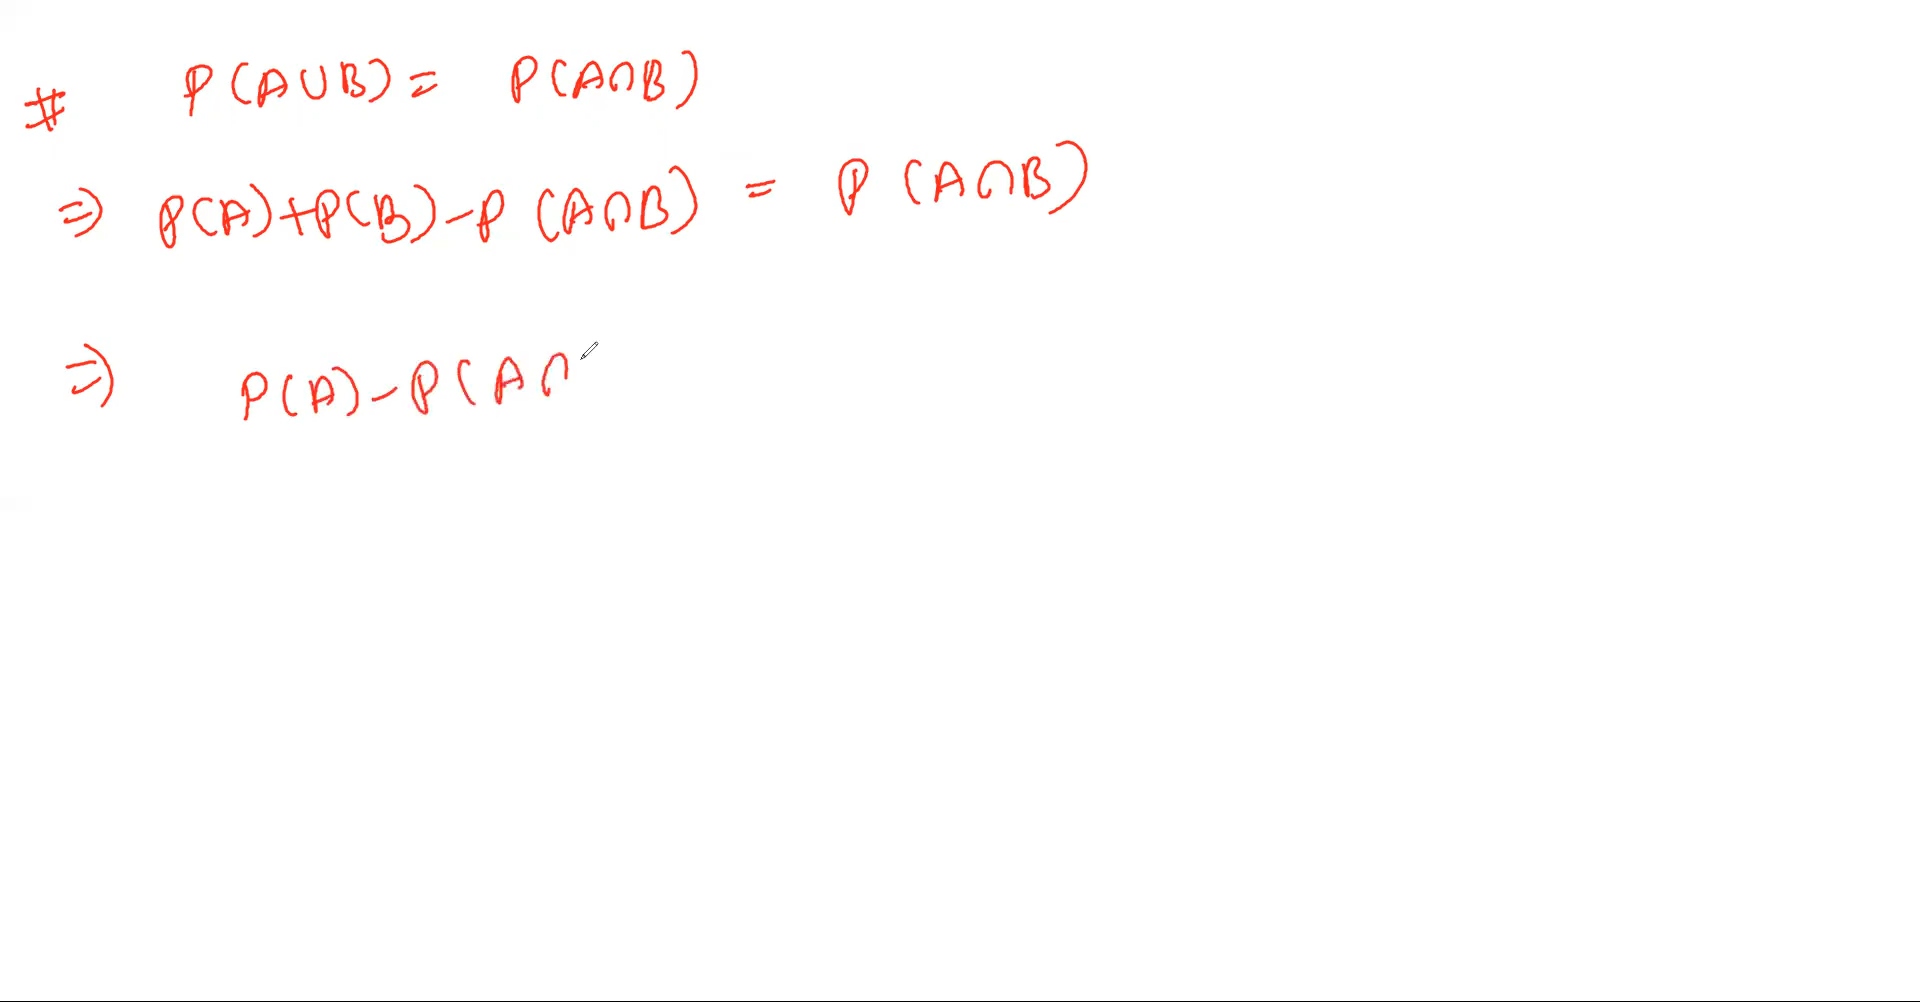 # P(A∪B) = P(A∩B)
⇒ P(A)+P(B)-P(A∩B) = P(A∩B)
⇒ P(A)-P(A∩